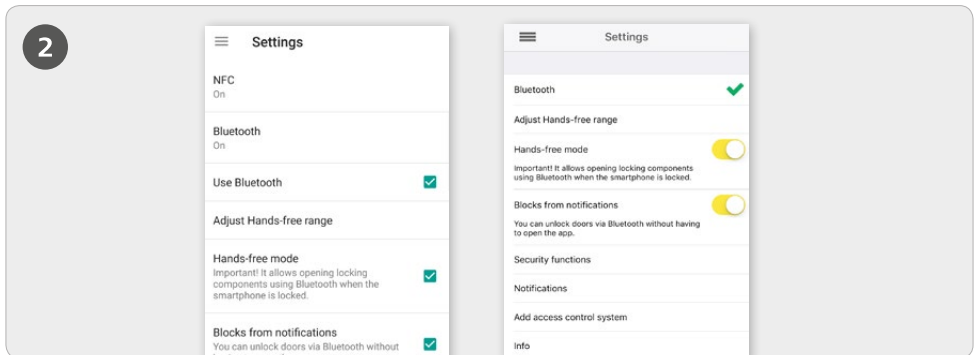 2
Settings
NFC
On
Bluetooth
On
Use Bluetooth
Adjust Hands-free range
Hands-free mode
Important! It allows opening locking
components using Bluetooth when the
smartphone is locked.
Blocks from notifications
You can unlock doors via Bluetooth without
Settings
Bluetooth
Adjust Hands-free range
Hands-free mode
Important! It allows opening locking components
using Bluetooth when the smartphone is locked.
Blocks from notifications
You can unlock doors via Bluetooth without having
to open the app.
Security functions
Notifications
Add access control system
Info